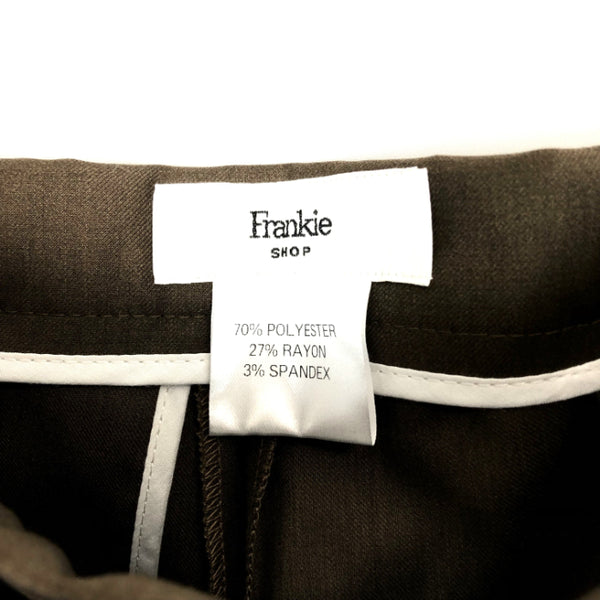 Frankie
SHOP
70% POLYESTER
27% RAYON
3% SPANDEX